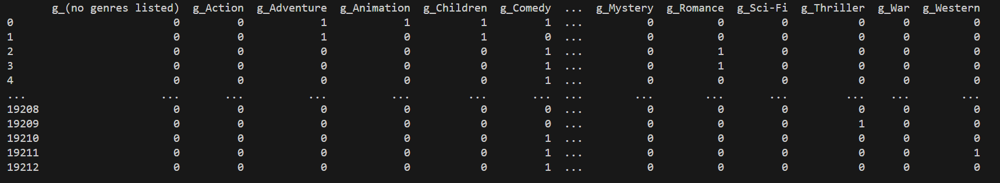 g_(no genres listed) g_Action g_Adventure g_Animation g_Children g_Comedy ... g_Mystery g_Romance g_Sci-Fi g_Thriller g_War g_Western
0 0 0 1 1 1 1 ... 0 0 0 0 0 0
1 0 0 1 0 1 0 ... 0 0 0 0 0 0
2 0 0 0 0 0 1 ... 0 1 0 0 0 0
3 0 0 0 0 0 1 ... 0 1 0 0 0 0
4 0 0 0 0 0 1 ... 0 0 0 0 0 0
... ... ... ... ... ... ... ... ... ... ... ... ... ...
19208 0 0 0 0 0 0 ... 0 0 0 0 0 0
19209 0 0 0 0 0 0 ... 0 0 0 1 0 0
19210 0 0 0 0 0 1 ... 0 0 0 0 0 0
19211 0 0 0 0 0 1 ... 0 0 0 0 0 1
19212 0 0 0 0 0 1 ... 0 0 0 0 0 0